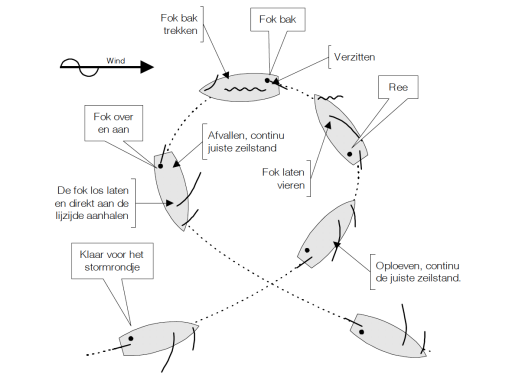 Fok bak
trekken
Fok bak
Wind
Verzitten
Ree
Fok over
en aan
Afvallen, continu
juiste zeilstand
Fok laten
vieren
De fok los laten
en direkt aan de
lijzijde aanhalen
Klaar voor het
stormrondje
Oploeven, continu
de juiste zeilstand.